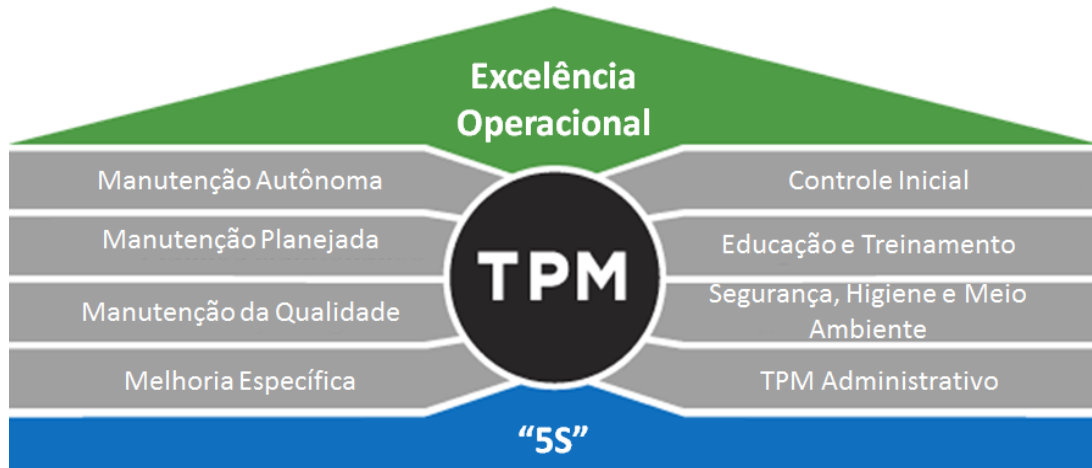 Excelência
Operacional
Manutenção Autônoma
Manutenção Planejada
Manutenção da Qualidade
Melhoria Específica
TPM
Controle Inicial
Educação e Treinamento
Segurança, Higiene e Meio
Ambiente
TPM Administrativo
“5S”